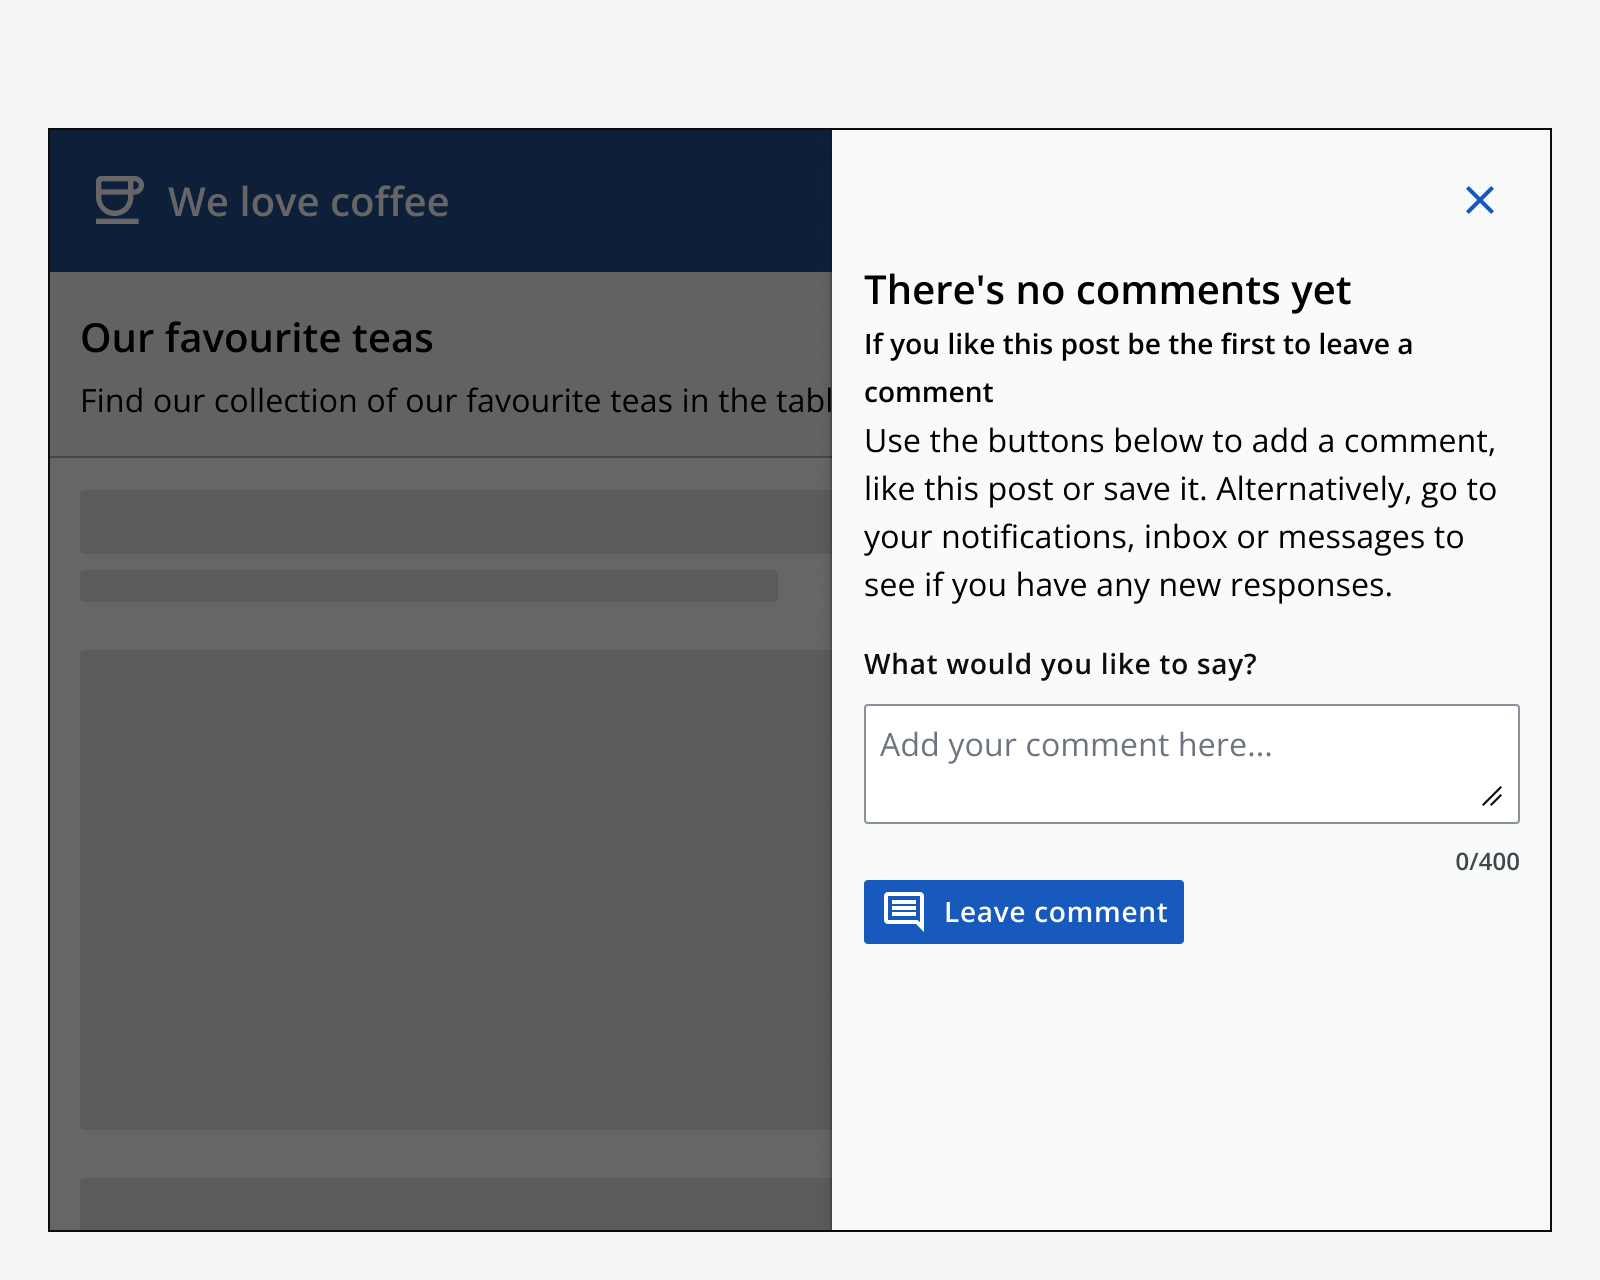 We love coffee
Our favourite teas
Find our collection of our favourite teas in the
There's no comments yet
If you like this post be the first to leave a
comment
Use the buttons below to add a comment,
like this post or save it. Alternatively, go to
your notifications, inbox or messages to
see if you have any new responses.
What would you like to say?
Add your comment here...
0/400
Leave comment